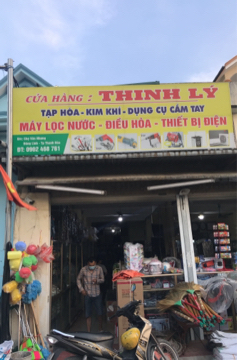 CỬA HÀNG : THỊNH LÝ
TẠP HÓA - KIM KHÍ - DỤNG CỤ CẦM TAY
MÁY LỌC NƯỚC - ĐIỀU HÒA - THIẾT BỊ ĐIỆN